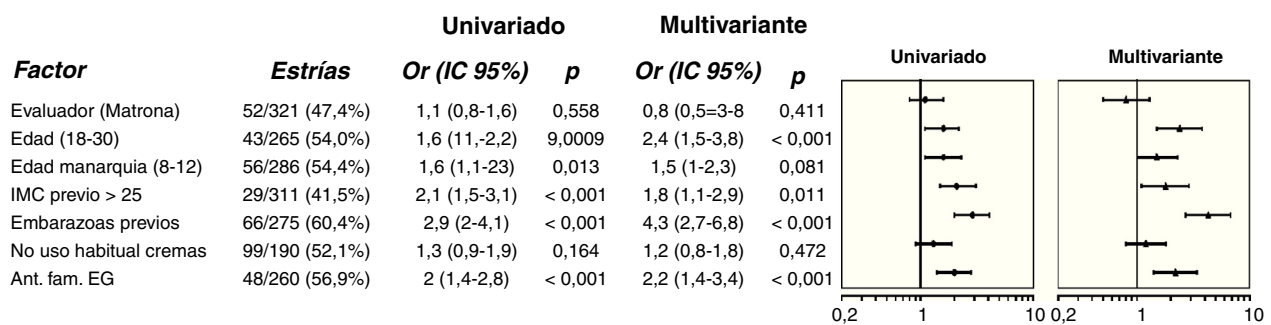 Univariado Multivariante
Factor Estrías Or (IC 95%) p Or (IC 95%) p Univariado Multivariante
Evaluador (Matrona) 52/321 (47,4%) 1,1 (0,8-1,6) 0,558 0,8 (0,5=3-8 0,411
Edad (18-30) 43/265 (54,0%) 1,6 (11,-2,2) 9,0009 2,4 (1,5-3,8) < 0,001
Edad manarquia (8-12) 56/286 (54,4%) 1,6 (1,1-23) 0,013 1,5 (1-2,3) 0,081
IMC previo > 25 29/311 (41,5%) 2,1 (1,5-3,1) < 0,001 1,8 (1,1-2,9) 0,011
Embarazoas previos 66/275 (60,4%) 2,9 (2-4,1) < 0,001 4,3 (2,7-6,8) < 0,001
No uso habitual cremas 99/190 (52,1%) 1,3 (0,9-1,9) 0,164 1,2 (0,8-1,8) 0,472
Ant. fam. EG 48/260 (56,9%) 2 (1,4-2,8) < 0,001 2,2 (1,4-3,4) < 0,001
0,2 1 10 0,2 1 10